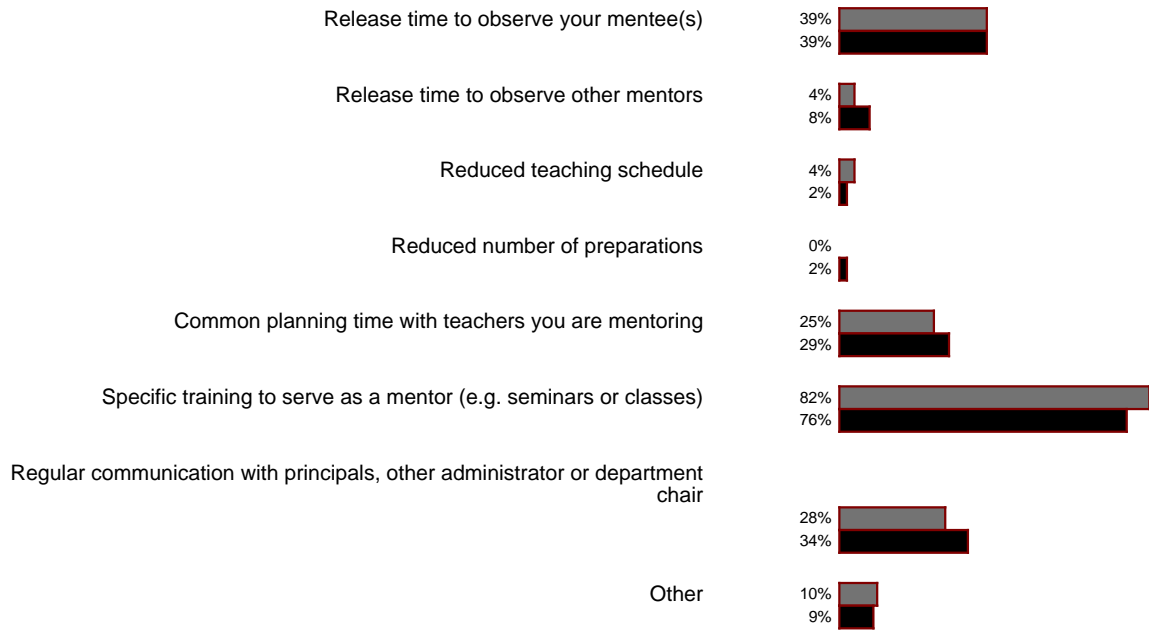 Release time to observe your mentee(s)
39%
39%
Release time to observe other mentors
4%
8%
Reduced teaching schedule
4%
2%
Reduced number of preparations
0%
2%
Common planning time with teachers you are mentoring
25%
29%
Specific training to serve as a mentor (e.g. seminars or classes)
82%
76%
Regular communication with principals, other administrator or department
chair
28%
34%
Other
10%
9%